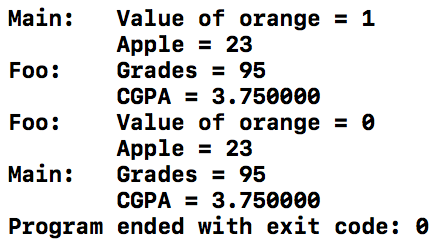 Main:   Value of orange = 1
        Apple = 23
Foo:    Grades = 95
        CGPA = 3.750000
Foo:    Value of orange = 0
        Apple = 23
Main:   Grades = 95
        CGPA = 3.750000
Program ended with exit code: 0